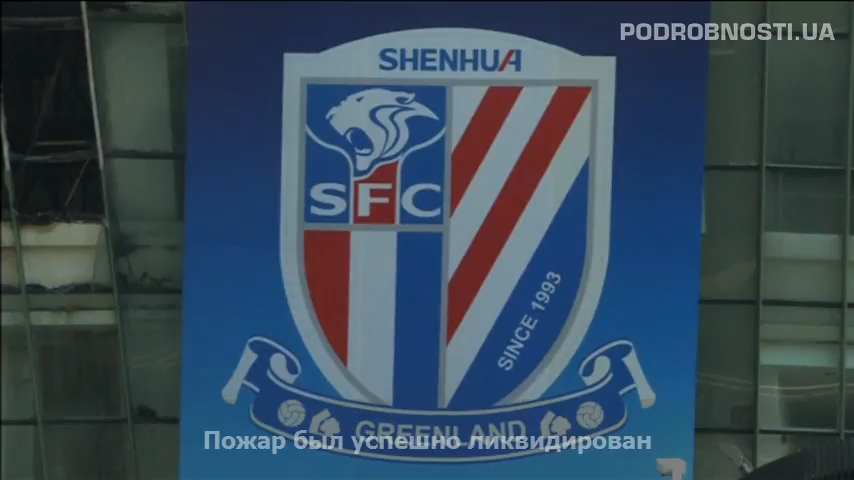 PODROBNOSTI.UA
SHENHUA
SFC
SINCE 1993
GREENLAND
Пожар был успешно ликвидирован